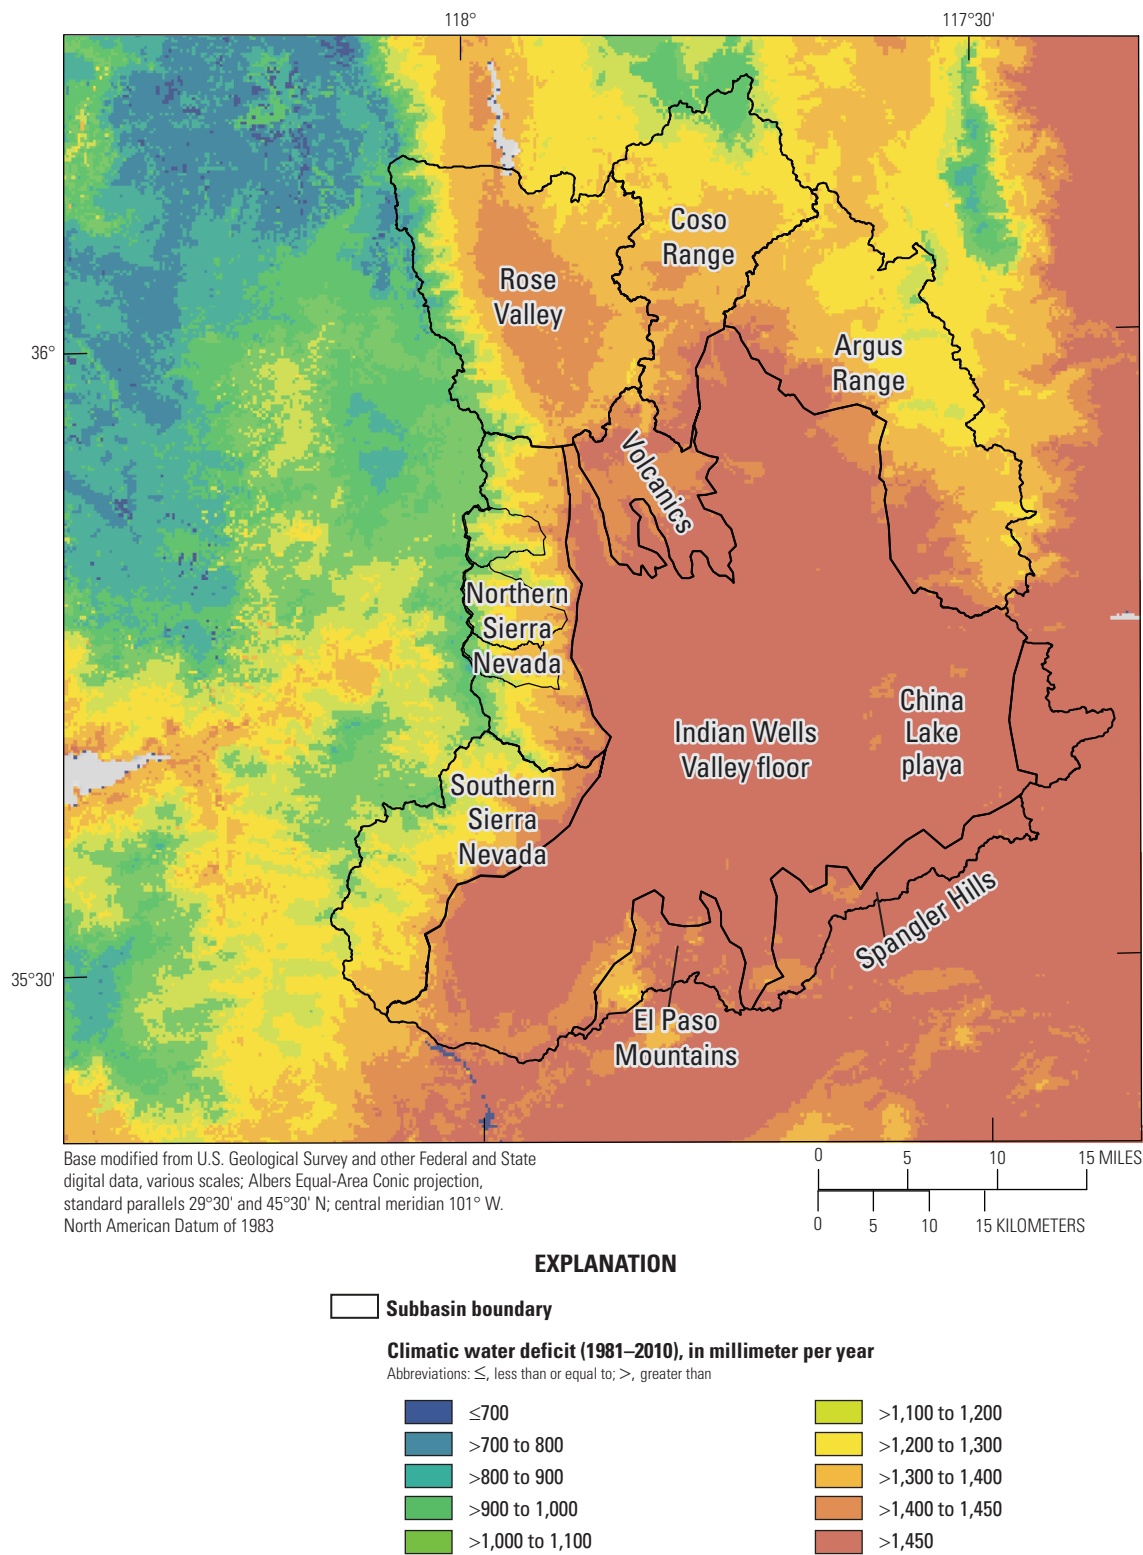 118°
117°30'
Coso
Range
Rose
Valley
36°
Argus
Range
Volcanics
Northern
Sierra
Nevada
China
Lake
playa
Indian Wells
Valley floor
Southern
Sierra
Nevada
Spangler Hills
35°30'
El Paso
Mountains
Base modified from U.S. Geological Survey and other Federal and State
digital data, various scales; Albers Equal-Area Conic projection,
standard parallels 29°30' and 45°30' N; central meridian 101° W.
North American Datum of 1983
0 5 10 15 MILES
0 5 10 15 KILOMETERS
EXPLANATION
Subbasin boundary
Climatic water deficit (1981–2010), in millimeter per year
Abbreviations: ≤, less than or equal to; >, greater than
≤700
>700 to 800
>800 to 900
>900 to 1,000
>1,000 to 1,100
>1,100 to 1,200
>1,200 to 1,300
>1,300 to 1,400
>1,400 to 1,450
>1,450